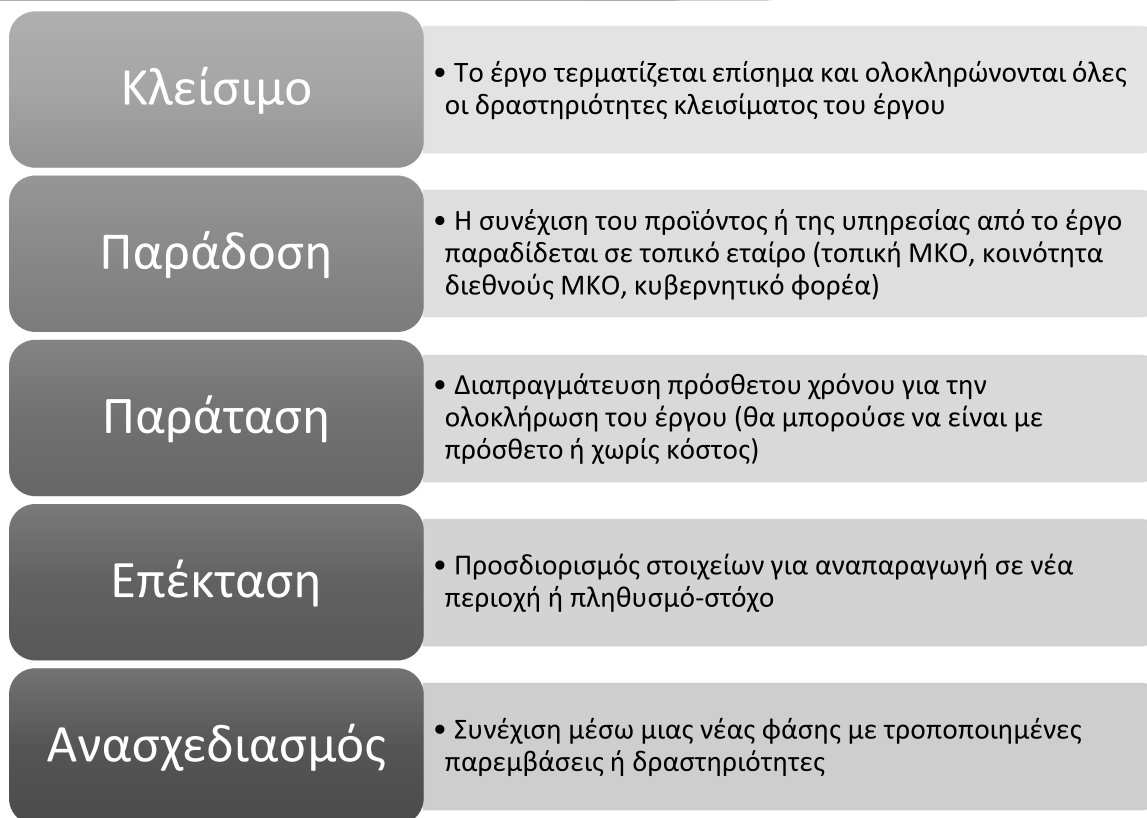 Κλείσιμο
• Το έργο τερματίζεται επίσημα και ολοκληρώνονται όλες
οι δραστηριότητες κλεισίματος του έργου
Παράδοση
• Η συνέχιση του προϊόντος ή της υπηρεσίας από το έργο
παραδίδεται σε τοπικό εταίρο (τοπική ΜΚΟ, κοινότητα
διεθνούς ΜΚΟ, κυβερνητικό φορέα)
Παράταση
• Διαπραγμάτευση πρόσθετου χρόνου για την
ολοκλήρωση του έργου (θα μπορούσε να είναι με
πρόσθετο ή χωρίς κόστος)
Επέκταση
• Προσδιορισμός στοιχείων για αναπαραγωγή σε νέα
περιοχή ή πληθυσμό-στόχο
Ανασχεδιασμός
• Συνέχιση μέσω μιας νέας φάσης με τροποποιημένες
παρεμβάσεις ή δραστηριότητες